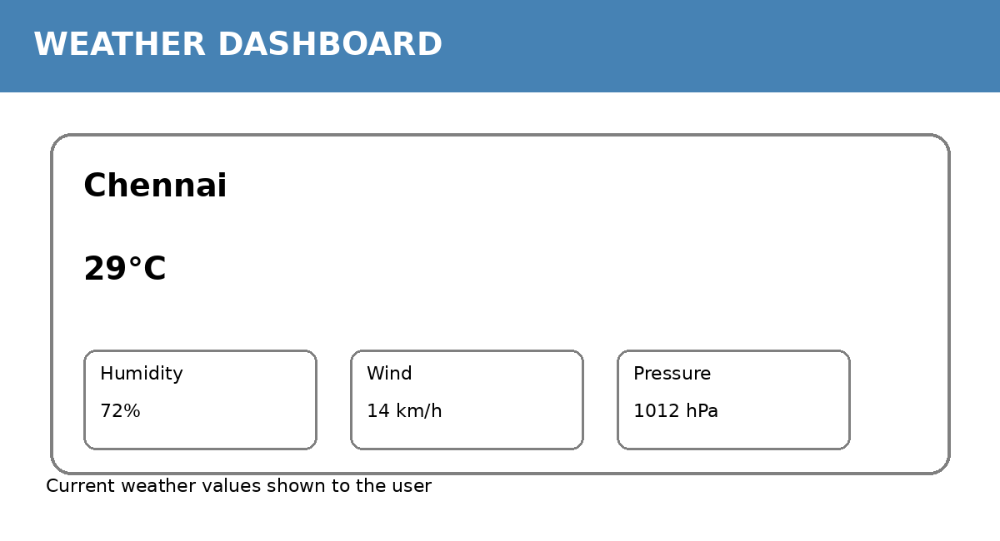 WEATHER DASHBOARD
Chennai
29°C
Humidity
72%
Wind
14 km/h
Pressure
1012 hPa
Current weather values shown to the user